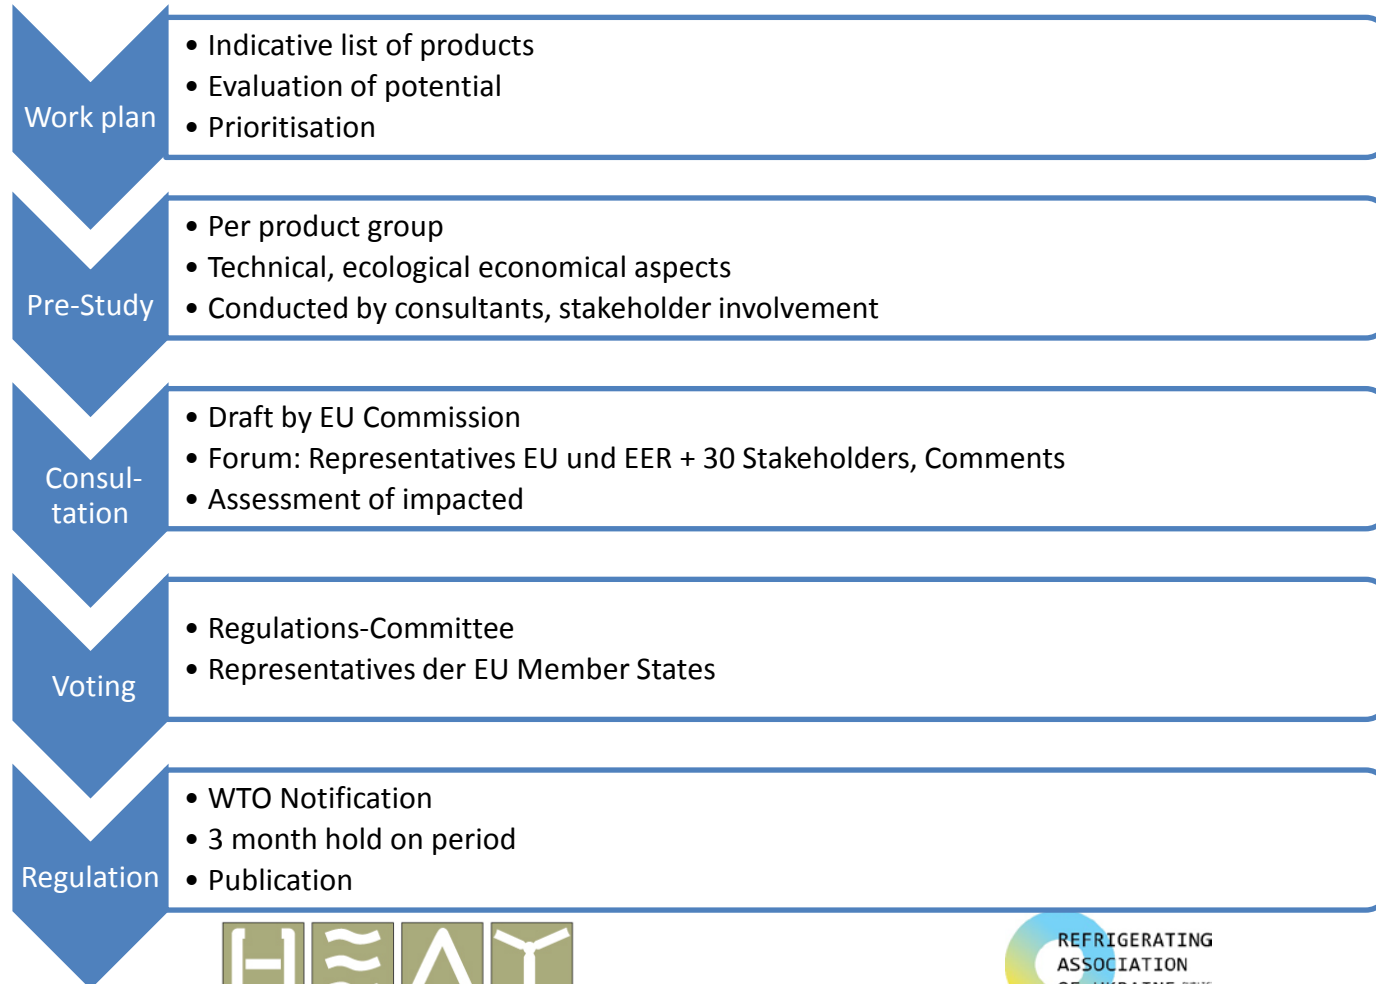 Work plan
• Indicative list of products
• Evaluation of potential
• Prioritisation
Pre-Study
• Per product group
• Technical, ecological economical aspects
• Conducted by consultants, stakeholder involvement
Consul-
tation
• Draft by EU Commission
• Forum: Representatives EU und EER + 30 Stakeholders, Comments
• Assessment of impacted
Voting
• Regulations-Committee
• Representatives der EU Member States
Regulation
• WTO Notification
• 3 month hold on period
• Publication
HEAT
REFRIGERATING
ASSOCIATION
OF UKRAINE